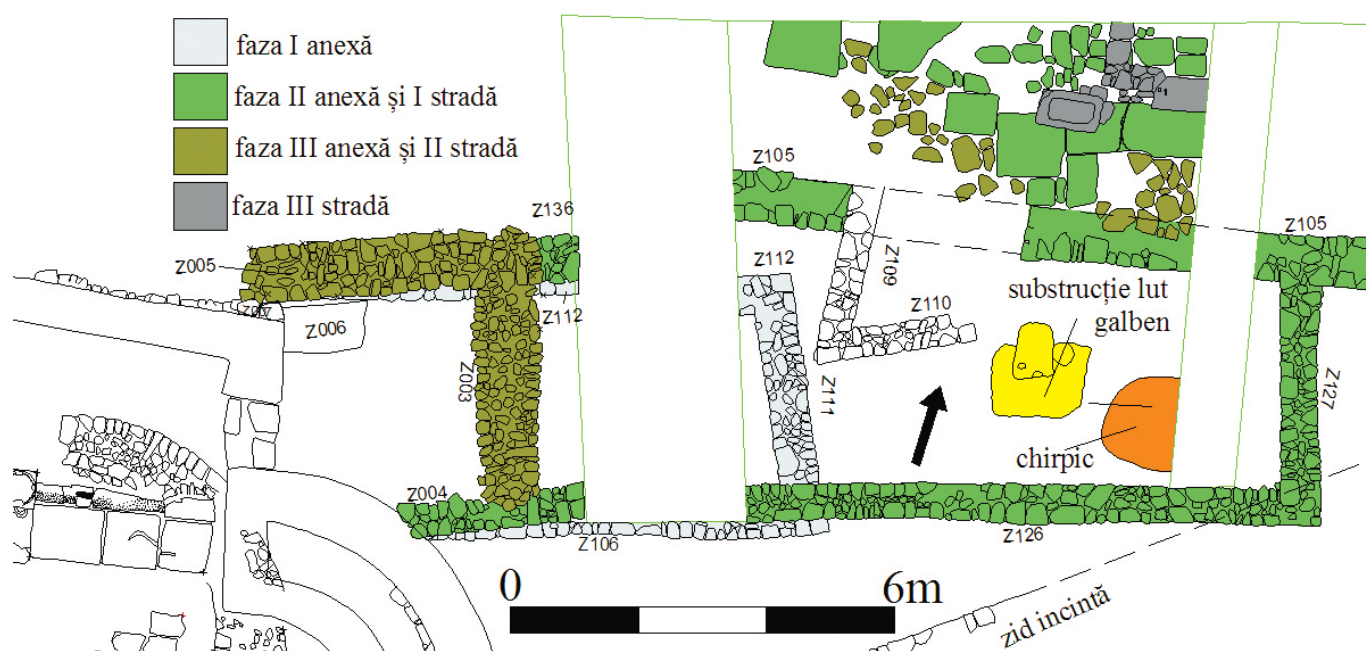 faza I anexă
faza II anexă și I stradă
faza III anexă și II stradă
faza III stradă
Z105
Z136
Z005
Z006
Z112
Z112
Z109
Z110
Z105
substrucție lut
galben
Z003
Z111
Z127
chirpic
Z004
Z106
Z126
0
6m
zid incintă